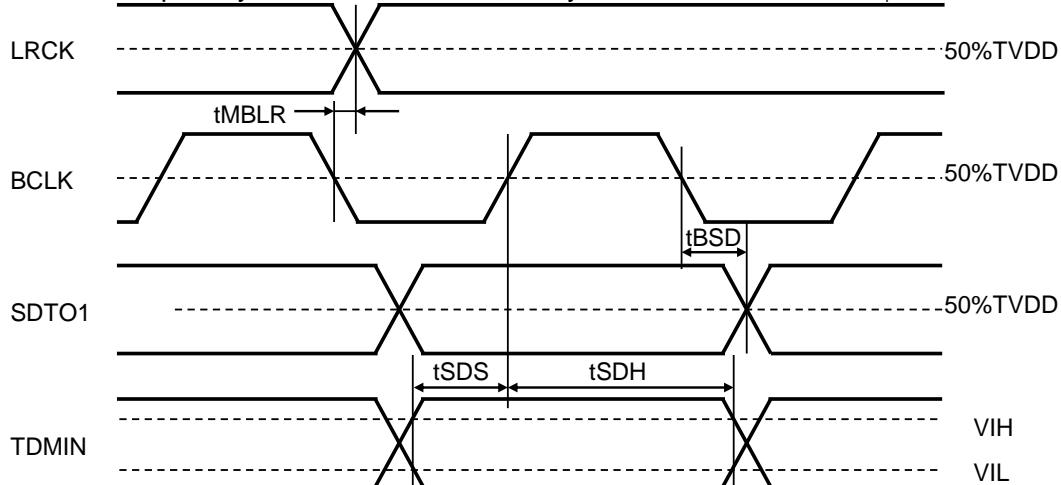 LRCK
50%TVDD
tMBLR
BCLK
50%TVDD
tBSD
SDTO1
50%TVDD
tSDS
tSDH
TDMIN
VIH
VIL